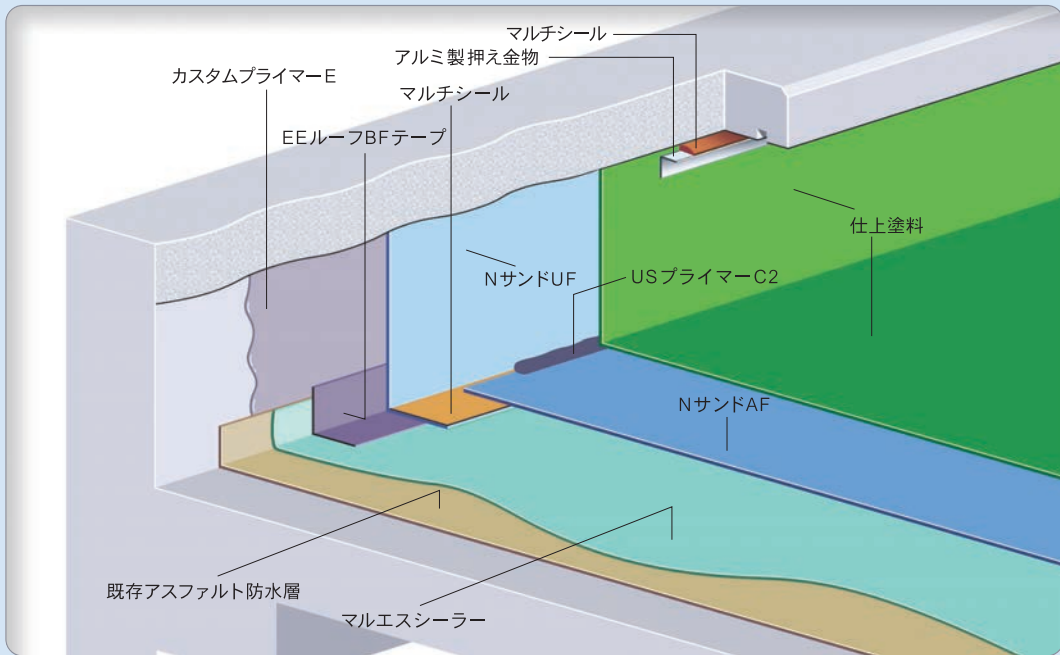 マルチシール
アルミ製押え金物
カスタムプライマーE
マルチシール
EEルーフBFテープ
仕上塗料
NサンドUF
USプライマーC2
NサンドAF
既存アスファルト防水層
マルエスシーラー